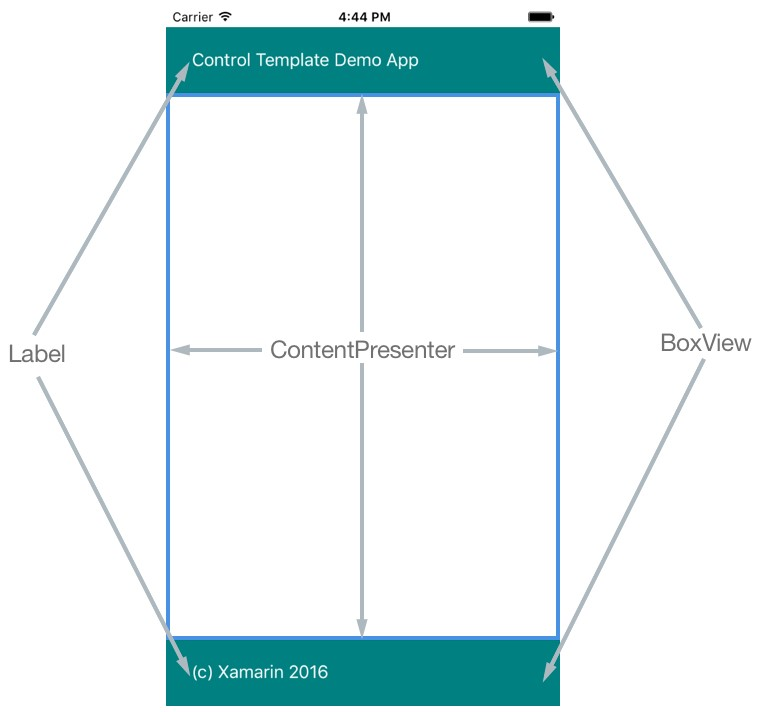 Carrier 4:44 PM
Control Template Demo App
ContentPresenter
Label
BoxView
(c) Xamarin 2016